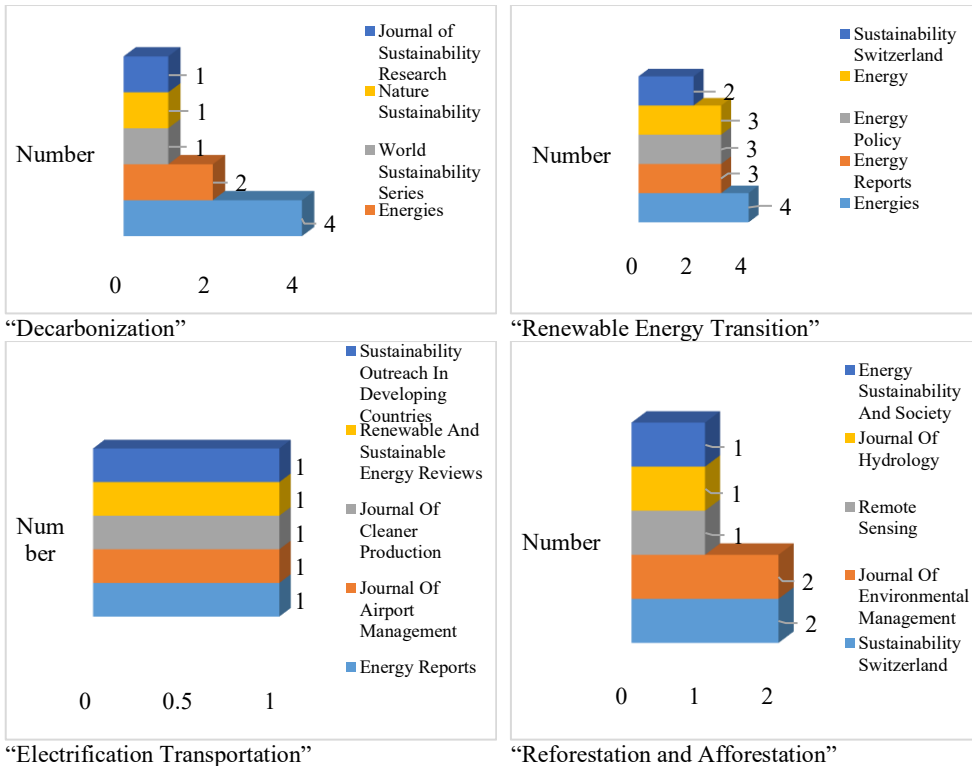 Journal of
Sustainability
Research
Nature
Sustainability
World
Sustainability
Series
Energies
Number
1
1
1
2
4
0 2 4
“Decarbonization”
Sustainability
Switzerland
Energy
Energy
Policy
Energy
Reports
Energies
Number
2
3
3
3
4
0 2 4
“Renewable Energy Transition”
Sustainability
Outreach In
Developing
Countries
Renewable And
Sustainable
Energy Reviews
Journal Of
Cleaner
Production
Journal Of
Airport
Management
Energy Reports
Num
ber
1
1
1
1
1
0 0.5 1
“Electrification Transportation”
Energy
Sustainability
And Society
Journal Of
Hydrology
Remote
Sensing
Journal Of
Environmental
Management
Sustainability
Switzerland
Number
1
1
1
2
2
0 1 2
“Reforestation and Afforestation”